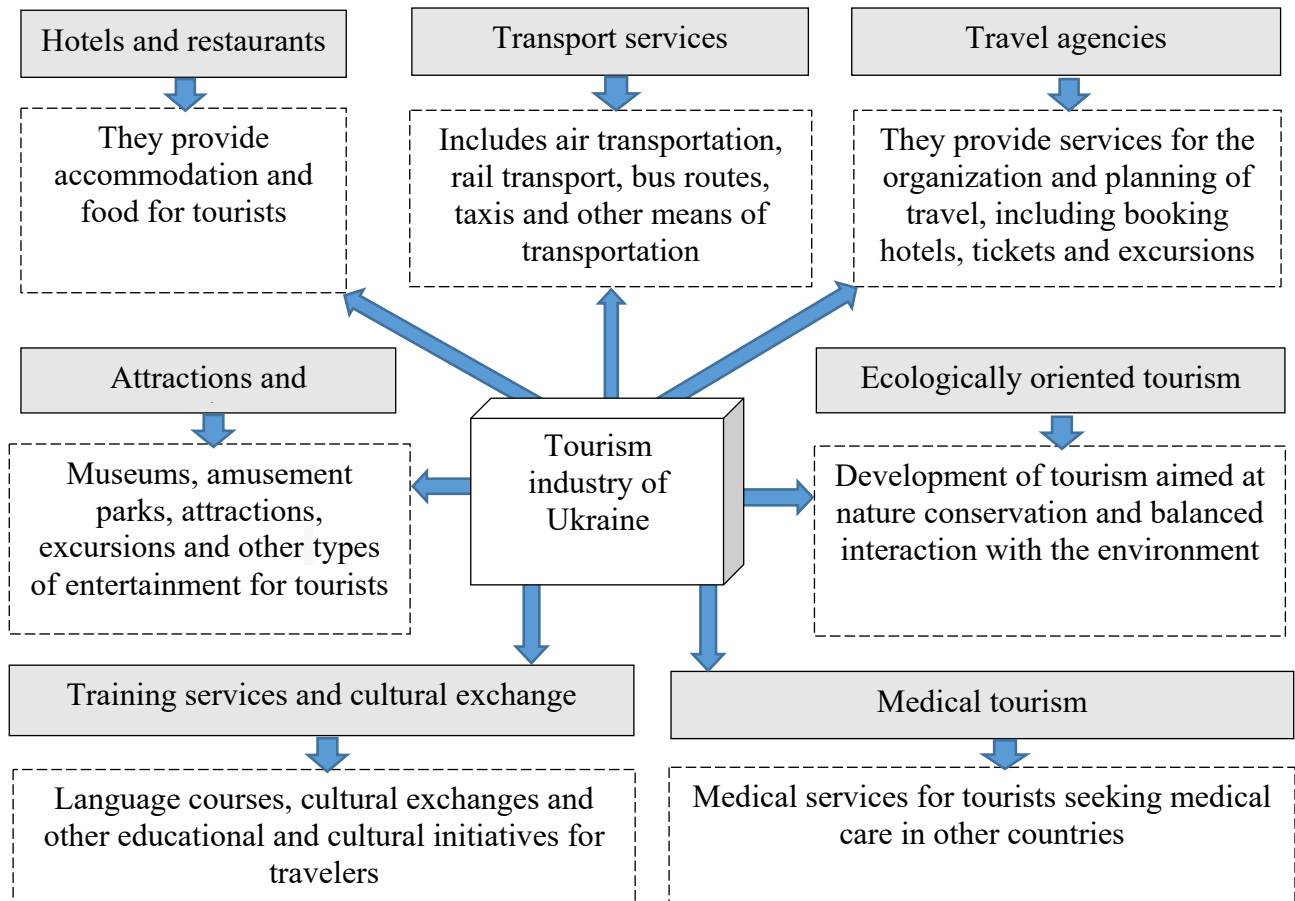 Hotels and restaurants
Transport services
Travel agencies
They provide
accommodation and
food for tourists
Includes air transportation,
rail transport, bus routes,
taxis and other means of
transportation
They provide services for the
organization and planning of
travel, including booking
hotels, tickets and excursions
Attractions and
Ecologically oriented tourism
Tourism
industry of
Ukraine
Museums, amusement
parks, attractions,
excursions and other types
of entertainment for tourists
Development of tourism aimed at
nature conservation and balanced
interaction with the environment
Training services and cultural exchange
Medical tourism
Language courses, cultural exchanges and
other educational and cultural initiatives for
travelers
Medical services for tourists seeking medical
care in other countries